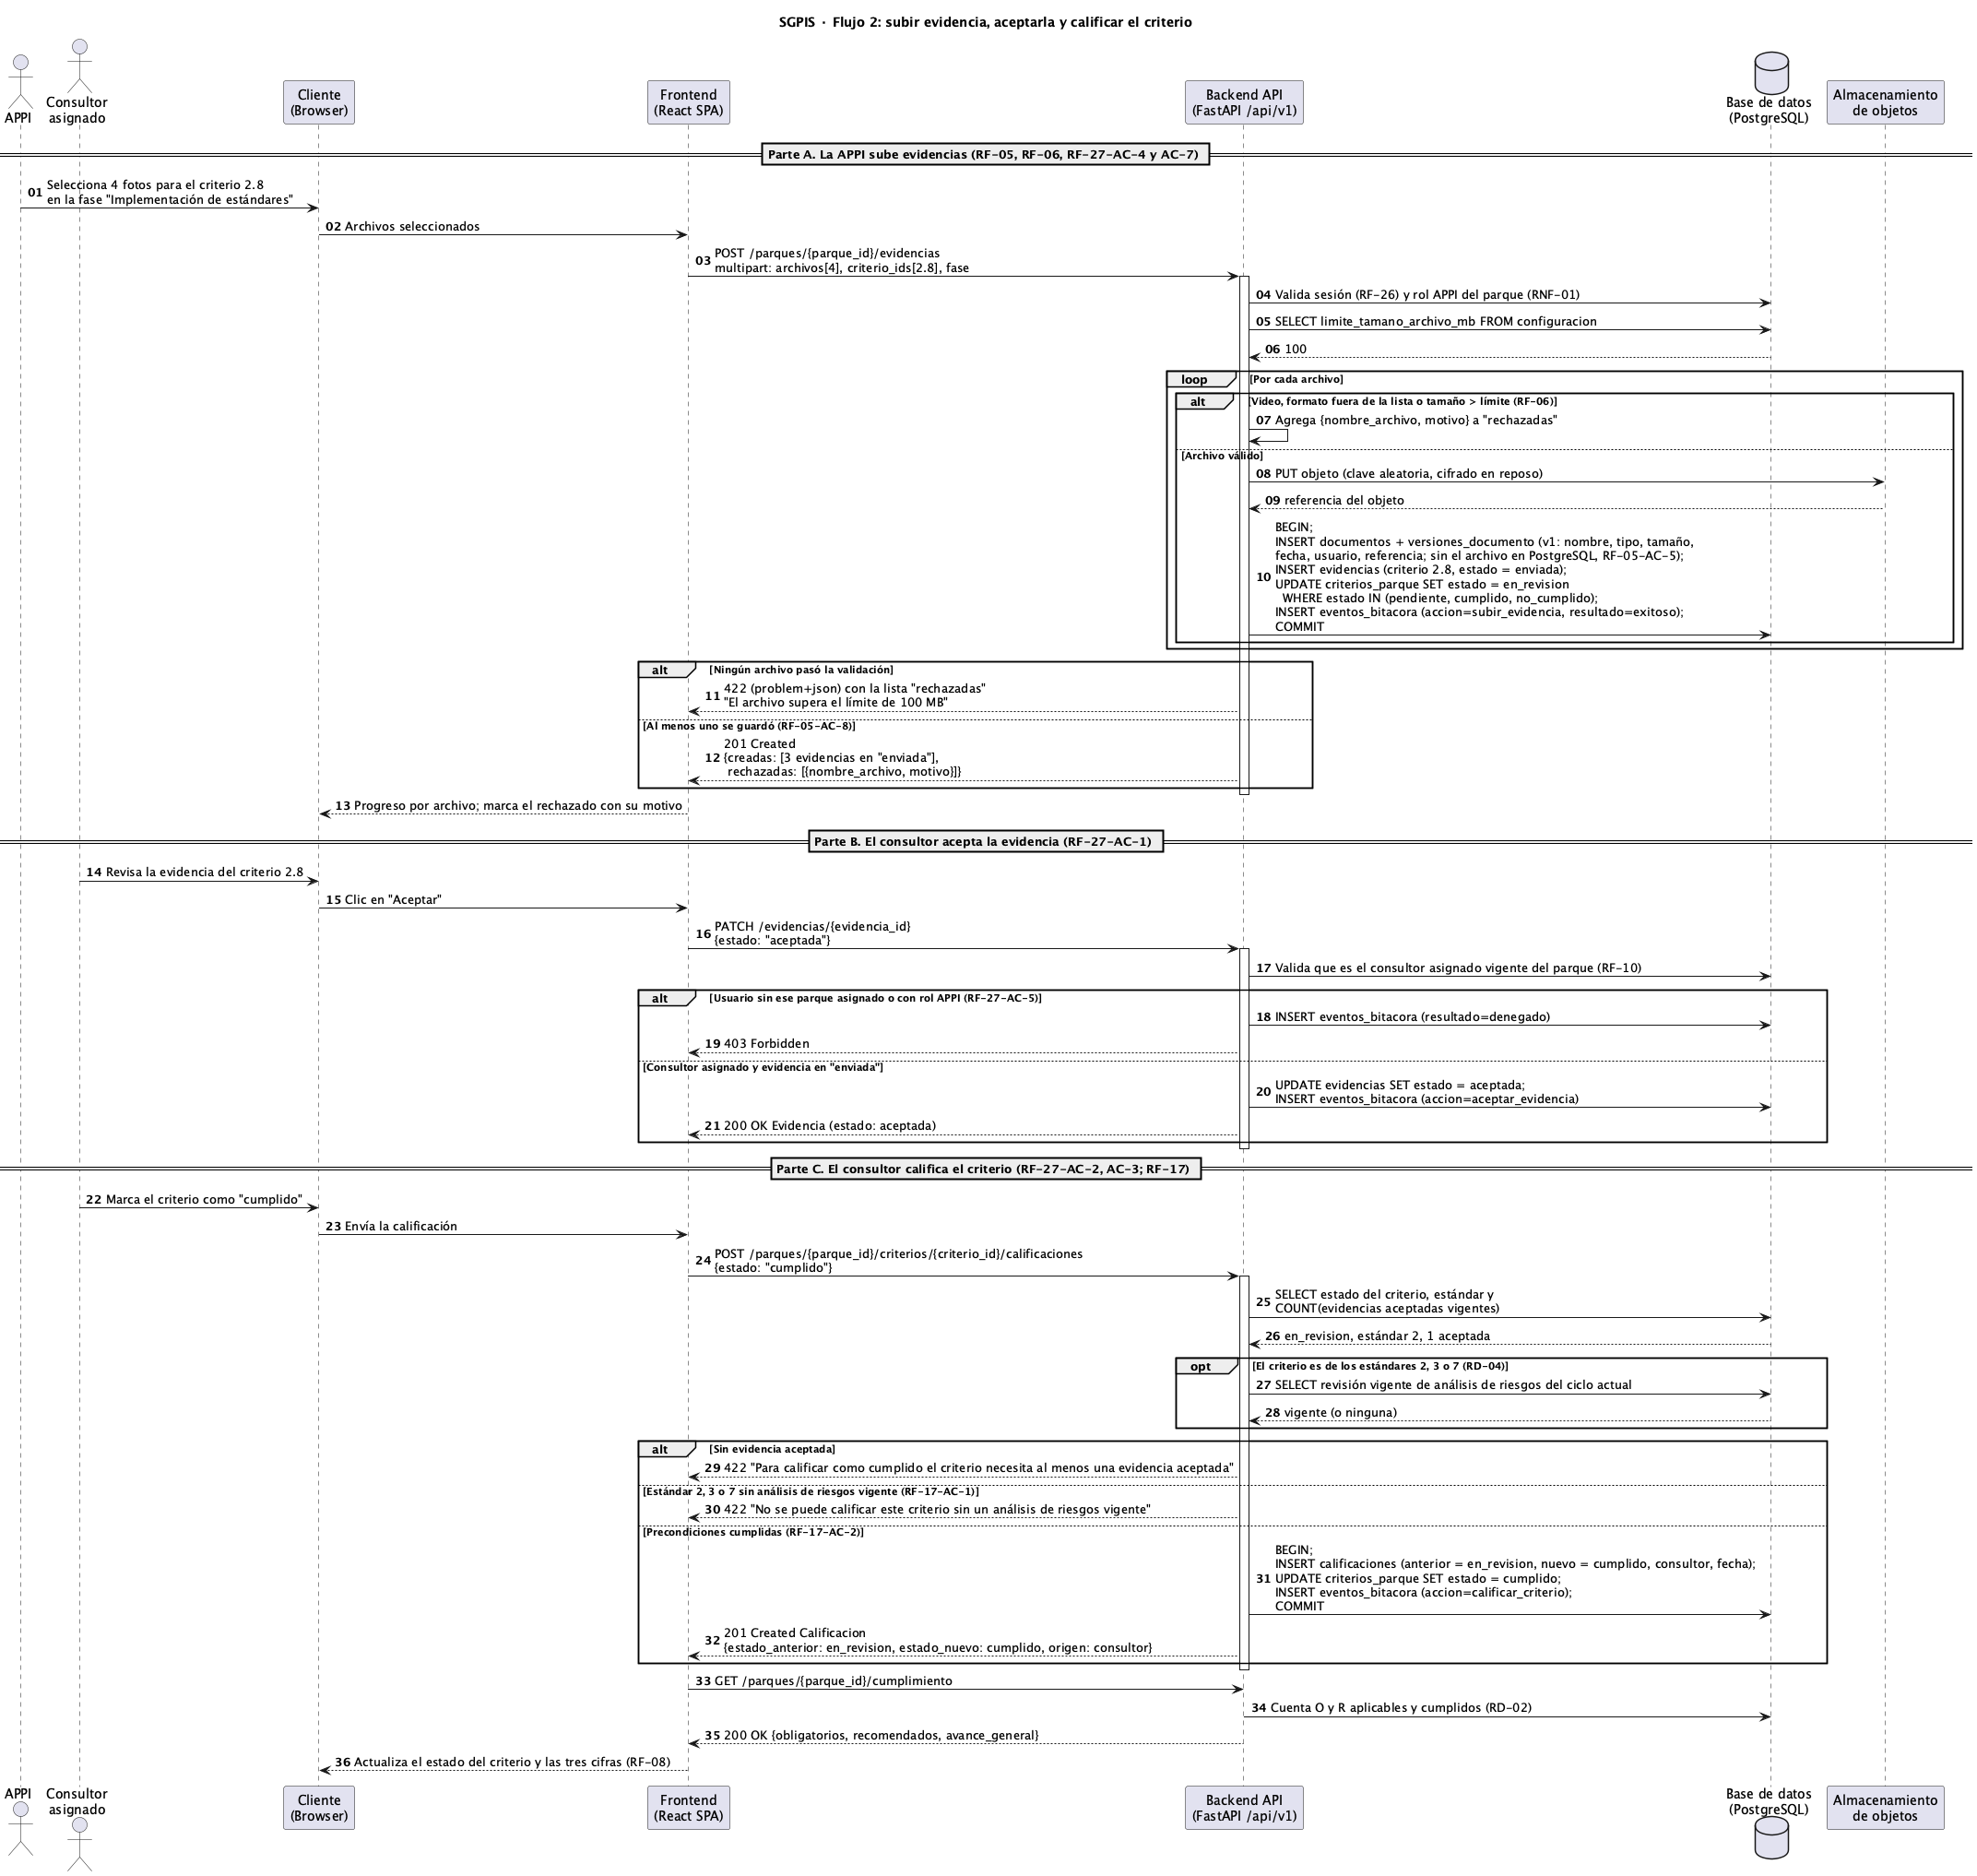 SGPIS · Flujo 2: subir evidencia, aceptarla y calificar el criterio
APPI
Consultor
asignado
Cliente
(Browser)
Frontend
(React SPA)
Backend API
(FastAPI /api/v1)
Base de datos
(PostgreSQL)
Almacenamiento
de objetos
Parte A. La APPI sube evidencias (RF-05, RF-06, RF-27-AC-4 y AC-7)
01 Selecciona 4 fotos para el criterio 2.8
en la fase "Implementación de estándares"
02 Archivos seleccionados
03 POST /parques/{parque_id}/evidencias
multipart: archivos[4], criterio_ids[2.8], fase
04 Valida sesión (RF-26) y rol APPI del parque (RNF-01)
05 SELECT limite_tamano_archivo_mb FROM configuracion
06 100
loop [Por cada archivo]
alt [Video, formato fuera de la lista o tamaño > límite (RF-06)]
07 Agrega {nombre_archivo, motivo} a "rechazadas"
[Archivo válido]
08 PUT objeto (clave aleatoria, cifrado en reposo)
09 referencia del objeto
BEGIN;
INSERT documentos + versiones_documento (v1: nombre, tipo, tamaño,
fecha, usuario, referencia; sin el archivo en PostgreSQL, RF-05-AC-5);
INSERT evidencias (criterio 2.8, estado = enviada);
10 UPDATE criterios_parque SET estado = en_revision
WHERE estado IN (pendiente, cumplido, no_cumplido);
INSERT eventos_bitacora (accion=subir_evidencia, resultado=exitoso);
COMMIT
alt [Ningún archivo pasó la validación]
11 422 (problem+json) con la lista "rechazadas"
"El archivo supera el límite de 100 MB"
[Al menos uno se guardó (RF-05-AC-8)]
201 Created
12 {creadas: [3 evidencias en "enviada"],
rechazadas: [{nombre_archivo, motivo}]}
13 Progreso por archivo; marca el rechazado con su motivo
Parte B. El consultor acepta la evidencia (RF-27-AC-1)
14 Revisa la evidencia del criterio 2.8
15 Clic en "Aceptar"
16 PATCH /evidencias/{evidencia_id}
{estado: "aceptada"}
17 Valida que es el consultor asignado vigente del parque (RF-10)
alt [Usuario sin ese parque asignado o con rol APPI (RF-27-AC-5)]
18 INSERT eventos_bitacora (resultado=denegado)
19 403 Forbidden
[Consultor asignado y evidencia en "enviada"]
20 UPDATE evidencias SET estado = aceptada;
INSERT eventos_bitacora (accion=aceptar_evidencia)
21 200 OK Evidencia (estado: aceptada)
Parte C. El consultor califica el criterio (RF-27-AC-2, AC-3; RF-17)
22 Marca el criterio como "cumplido"
23 Envía la calificación
24 POST /parques/{parque_id}/criterios/{criterio_id}/calificaciones
{estado: "cumplido"}
25 SELECT estado del criterio, estándar y
COUNT(evidencias aceptadas vigentes)
26 en_revision, estándar 2, 1 aceptada
opt [El criterio es de los estándares 2, 3 o 7 (RD-04)]
27 SELECT revisión vigente de análisis de riesgos del ciclo actual
28 vigente (o ninguna)
alt [Sin evidencia aceptada]
29 422 "Para calificar como cumplido el criterio necesita al menos una evidencia aceptada"
[Estándar 2, 3 o 7 sin análisis de riesgos vigente (RF-17-AC-1)]
30 422 "No se puede calificar este criterio sin un análisis de riesgos vigente"
[Precondiciones cumplidas (RF-17-AC-2)]
BEGIN;
INSERT calificaciones (anterior = en_revision, nuevo = cumplido, consultor, fecha);
31 UPDATE criterios_parque SET estado = cumplido;
INSERT eventos_bitacora (accion=calificar_criterio);
COMMIT
32 201 Created Calificacion
{estado_anterior: en_revision, estado_nuevo: cumplido, origen: consultor}
33 GET /parques/{parque_id}/cumplimiento
34 Cuenta O y R aplicables y cumplidos (RD-02)
35 200 OK {obligatorios, recomendados, avance_general}
36 Actualiza el estado del criterio y las tres cifras (RF-08)
APPI
Consultor
asignado
Cliente
(Browser)
Frontend
(React SPA)
Backend API
(FastAPI /api/v1)
Base de datos
(PostgreSQL)
Almacenamiento
de objetos